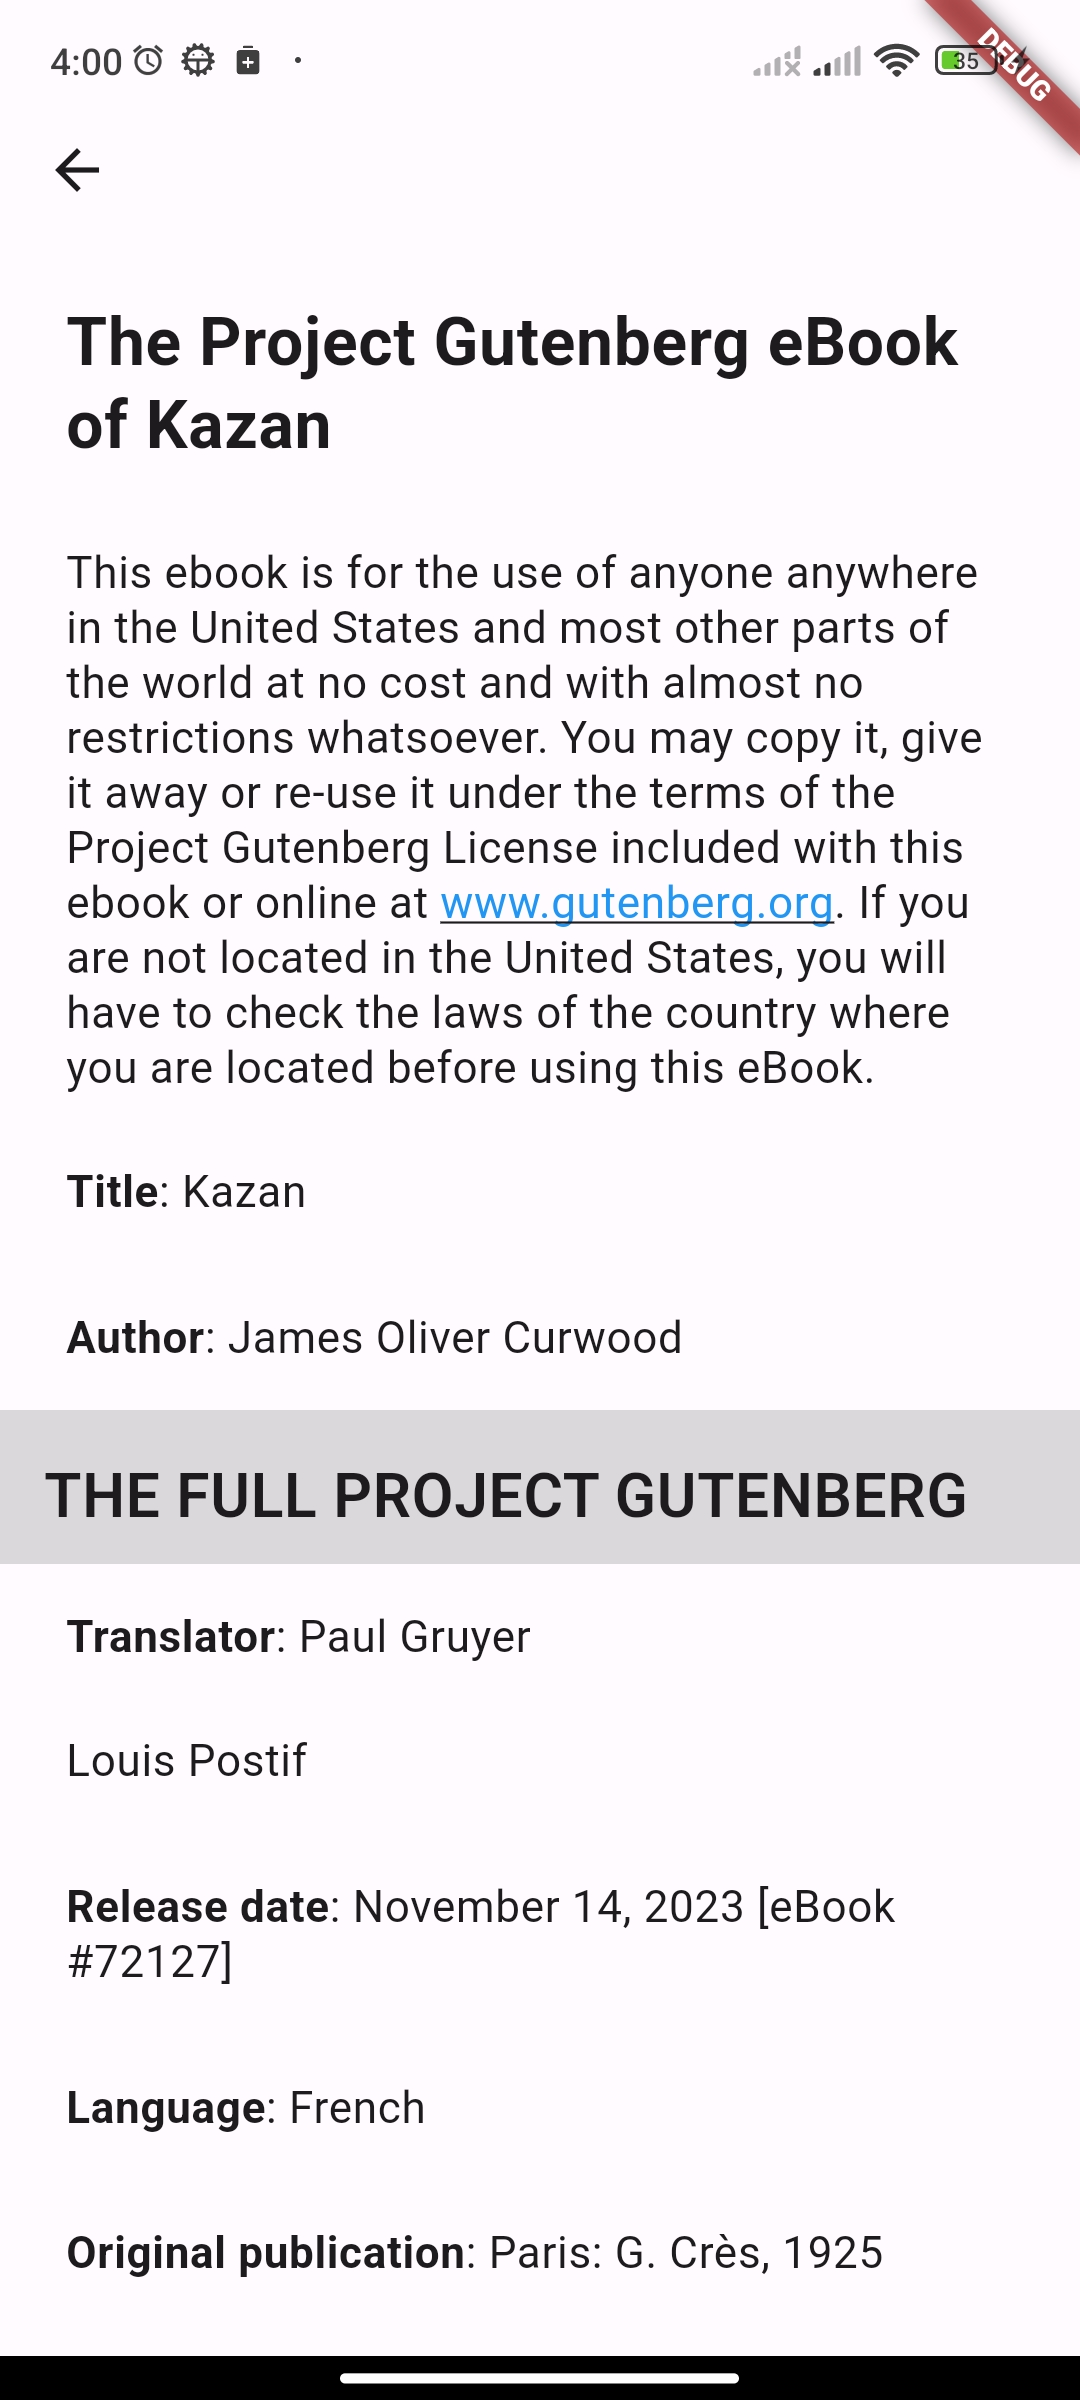 4:00
35
DEBUG
The Project Gutenberg eBook
of Kazan
This ebook is for the use of anyone anywhere
in the United States and most other parts of
the world at no cost and with almost no
restrictions whatsoever. You may copy it, give
it away or re-use it under the terms of the
Project Gutenberg License included with this
ebook or online at www.gutenberg.org. If you
are not located in the United States, you will
have to check the laws of the country where
you are located before using this eBook.
Title: Kazan
Author: James Oliver Curwood
THE FULL PROJECT GUTENBERG
Translator: Paul Gruyer
Louis Postif
Release date: November 14, 2023 [eBook
#72127]
Language: French
Original publication: Paris: G. Crès, 1925